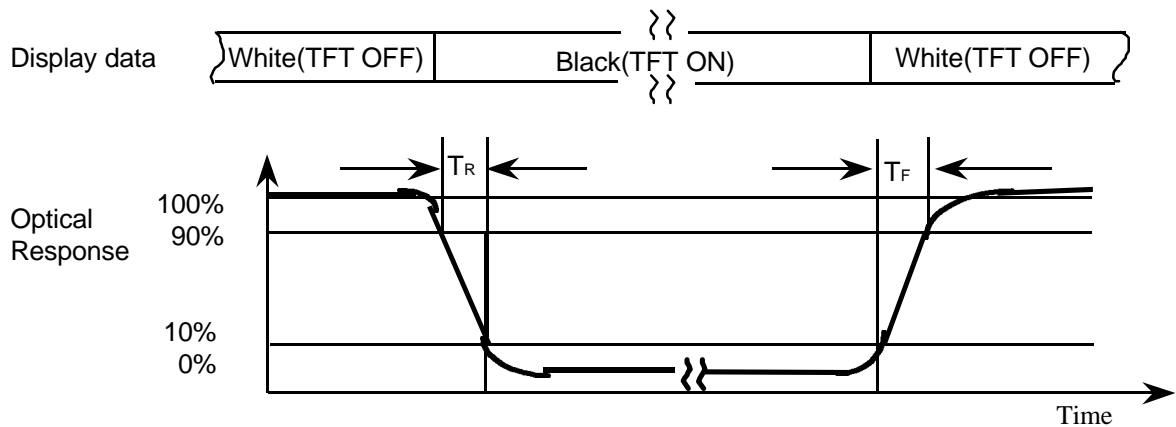 Display data
White(TFT OFF)
Black(TFT ON)
White(TFT OFF)
TR
TF
Optical
Response
100%
90%
10%
0%
Time